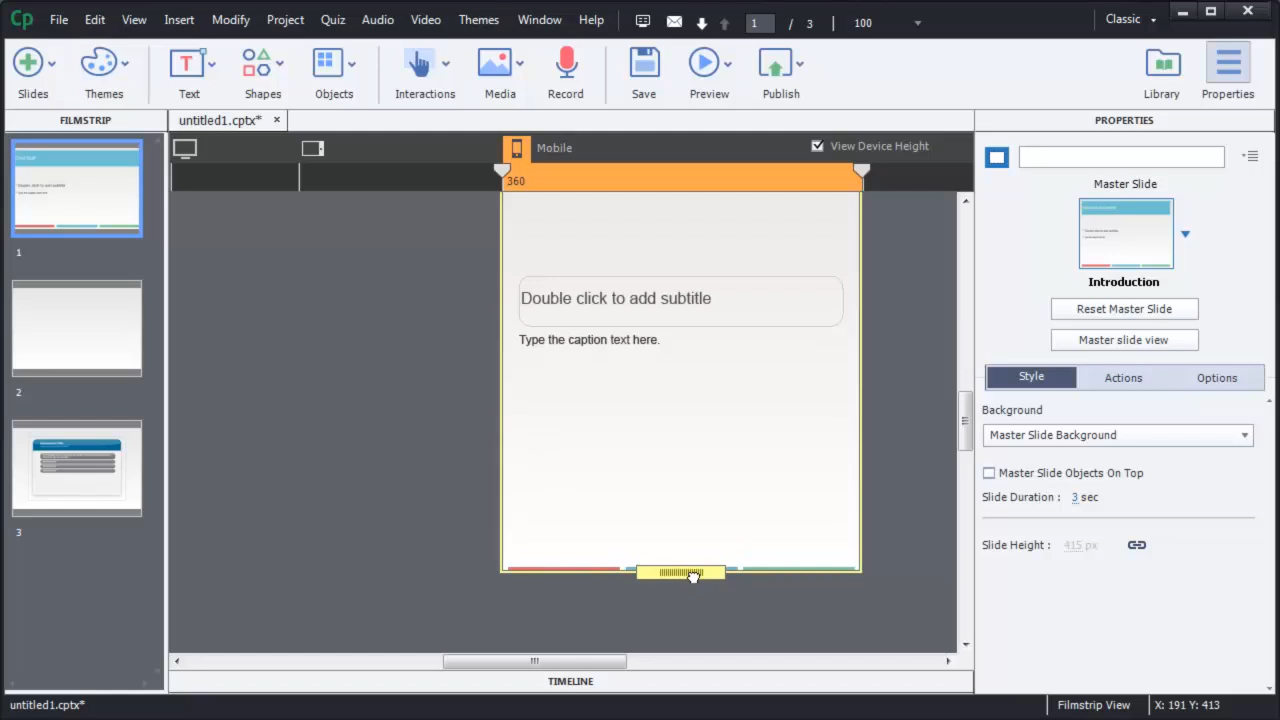 Cp File Edit View Insert Modify Project Quiz Audio Video Themes Window Help 1 / 3 100 Classic
Slides Themes Text Shapes Objects Interactions Media Record Save Preview Publish Library Properties
FILMSTRIP
untitled1.cptx* ×
PROPERTIES
Mobile
View Device Height
360
1
2
3
Double click to add subtitle
Type the caption text here.
Master Slide
Introduction
Reset Master Slide
Master slide view
Style Actions Options
Background
Master Slide Background
Master Slide Objects On Top
Slide Duration : 3 sec
Slide Height : 415 px
TIMELINE
untitled1.cptx*
Filmstrip View
X: 191 Y: 413